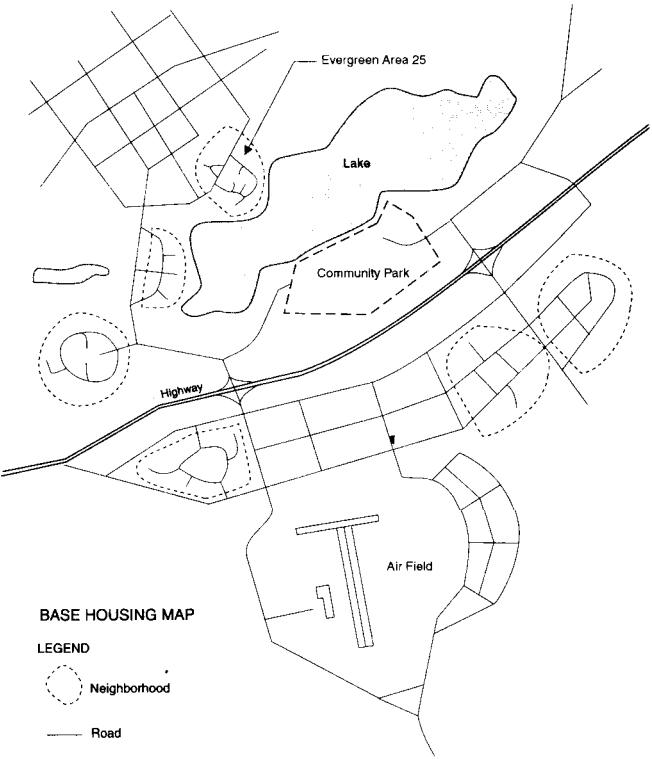 Evergreen Area 25
Lake
Community Park
Highway
Air Field
BASE HOUSING MAP
LEGEND
Neighborhood
Road